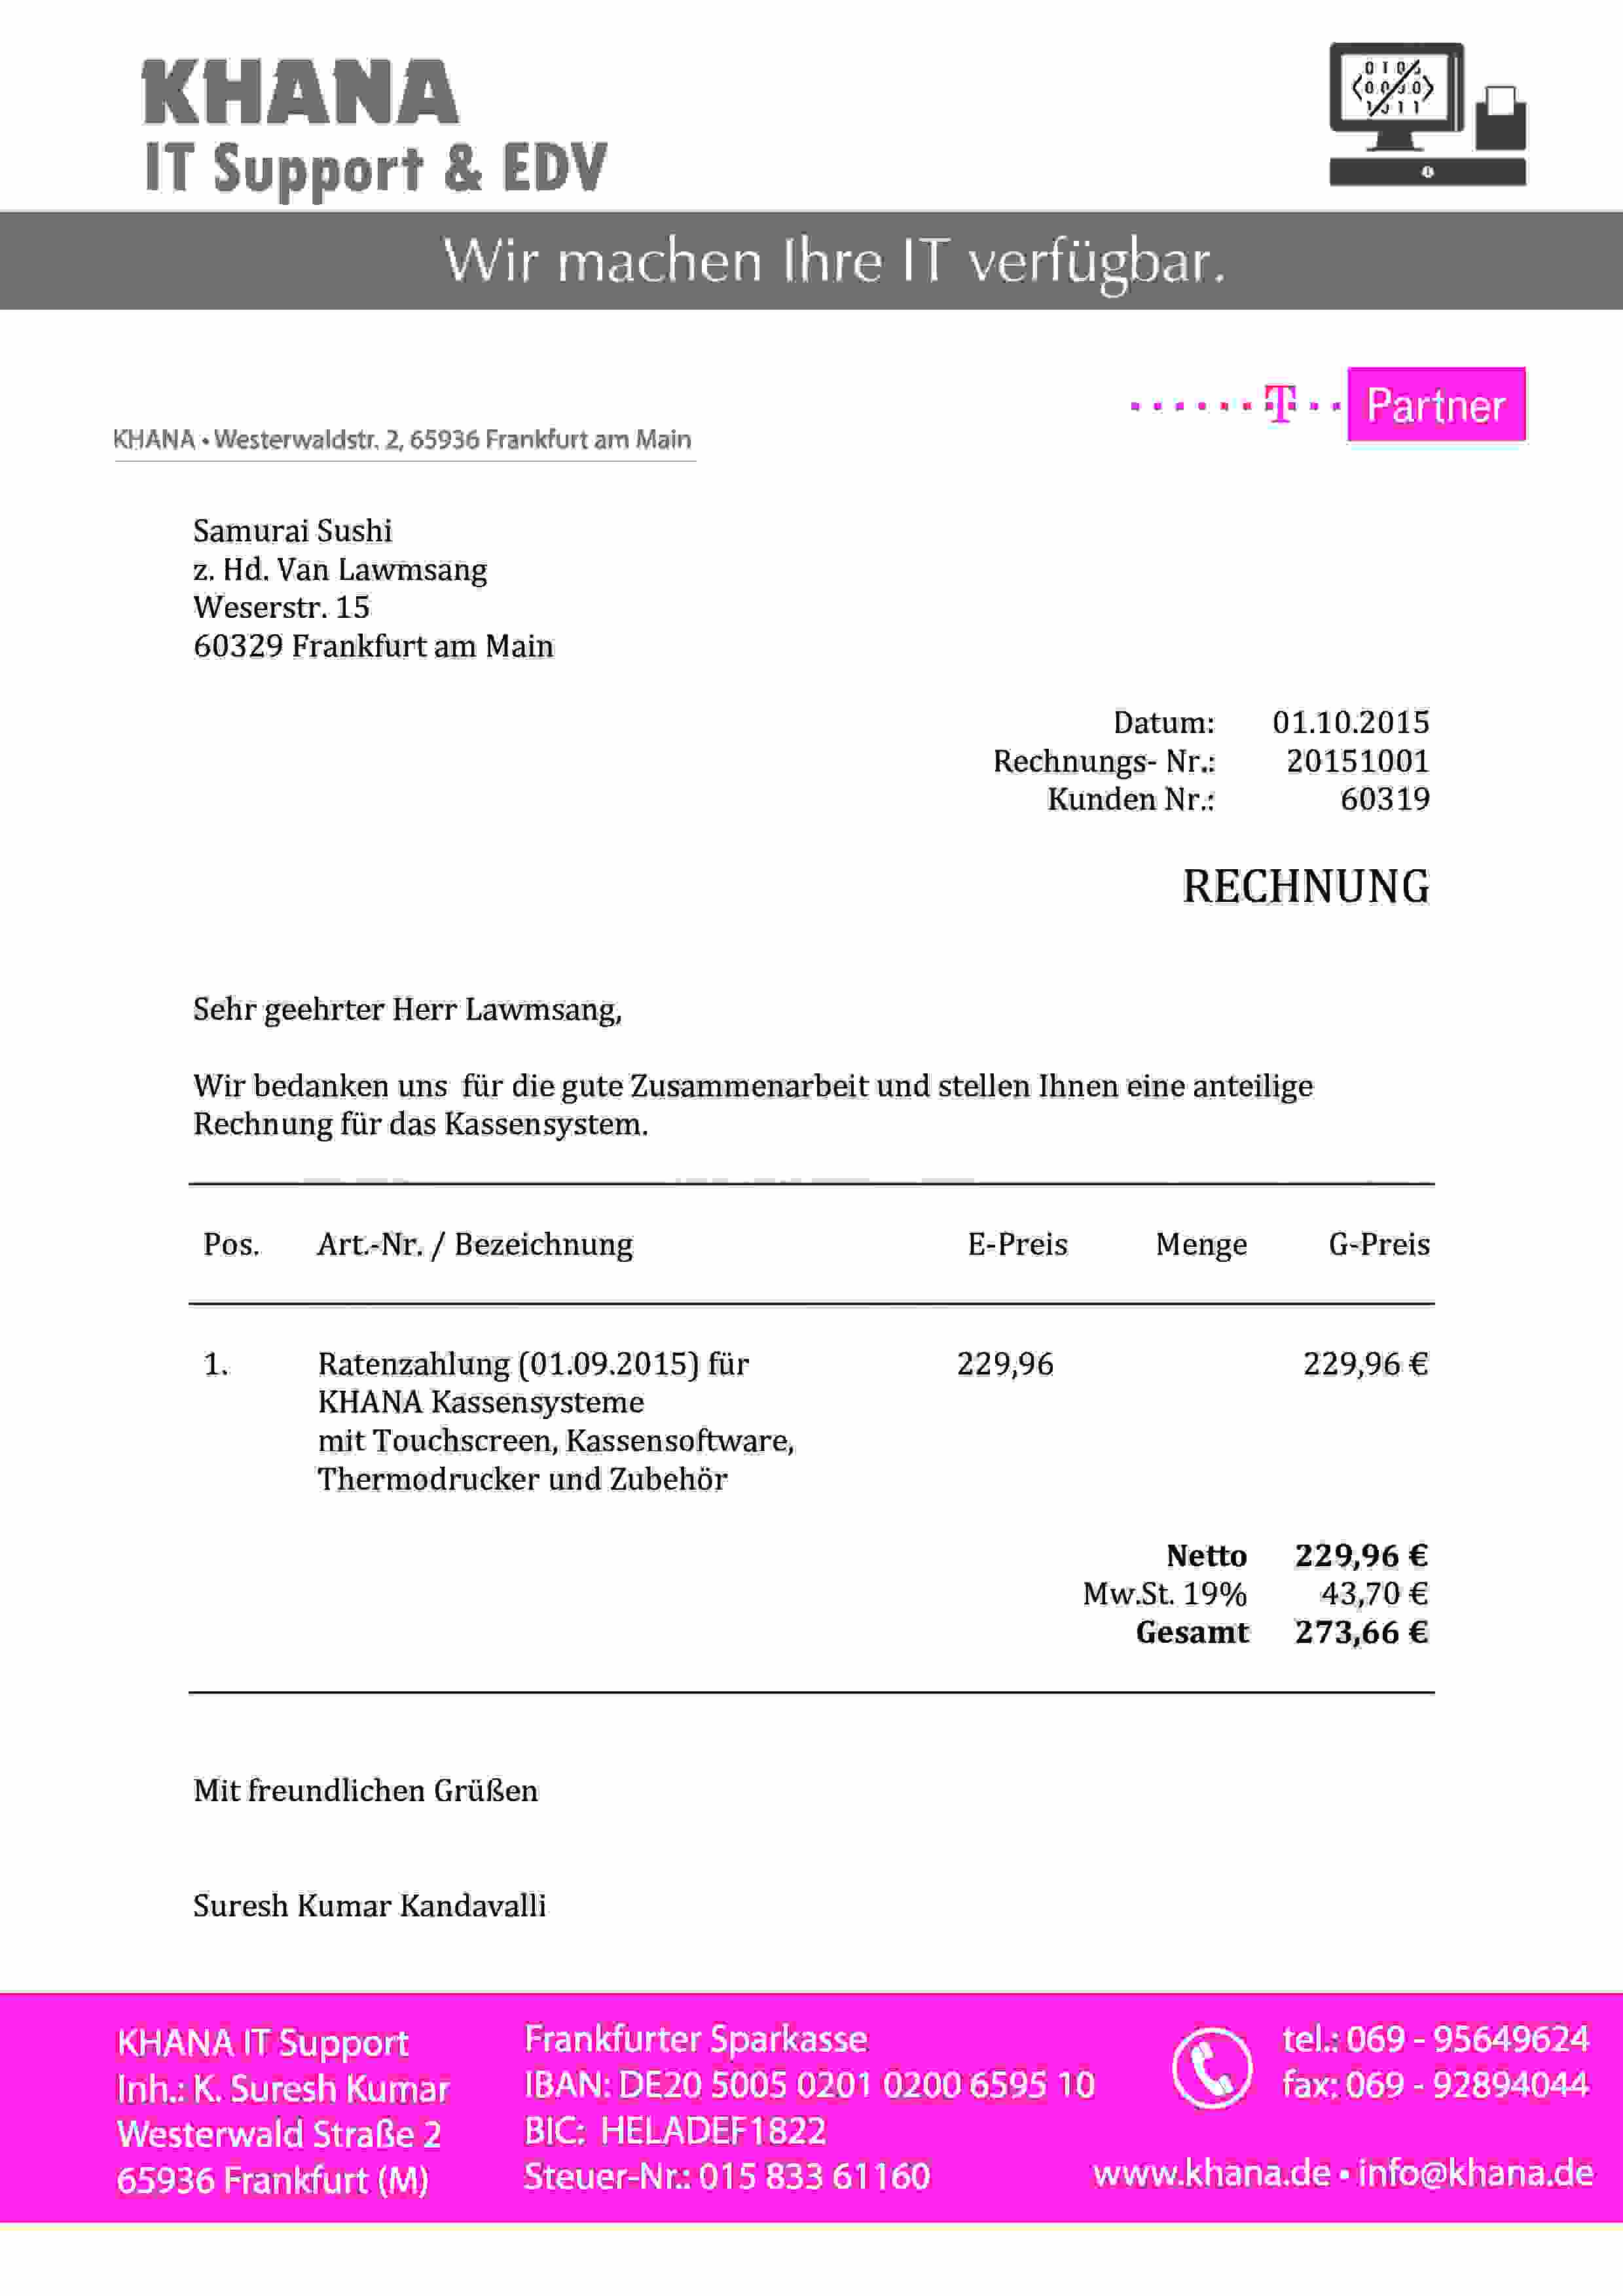 KHANA
IT Support & EDV
Wir machen Ihre IT verfügbar.
T Partner
KHANA • Westerwaldstr. 2, 65936 Frankfurt am Main
Samurai Sushi
z. Hd. Van Lawmsang
Weserstr. 15
60329 Frankfurt am Main
Datum: 01.10.2015
Rechnungs- Nr.: 20151001
Kunden Nr.: 60319
RECHNUNG
Sehr geehrter Herr Lawmsang,
Wir bedanken uns für die gute Zusammenarbeit und stellen Ihnen eine anteilige
Rechnung für das Kassensystem.
Pos. Art.-Nr. / Bezeichnung E-Preis Menge G-Preis
1. Ratenzahlung (01.09.2015) für 229,96 229,96 €
KHANA Kassensysteme
mit Touchscreen, Kassensoftware,
Thermodrucker und Zubehör
Netto 229,96 €
Mw.St. 19% 43,70 €
Gesamt 273,66 €
Mit freundlichen Grüßen
Suresh Kumar Kandavalli
KHANA IT Support
Inh.: K. Suresh Kumar
Westerwald Straße 2
65936 Frankfurt (M)
Frankfurter Sparkasse
IBAN: DE20 5005 0201 0200 6595 10
BIC: HELADEF1822
Steuer-Nr.: 015 833 61160
tel.: 069 - 95649624
fax: 069 - 92894044
www.khana.de • info@khana.de